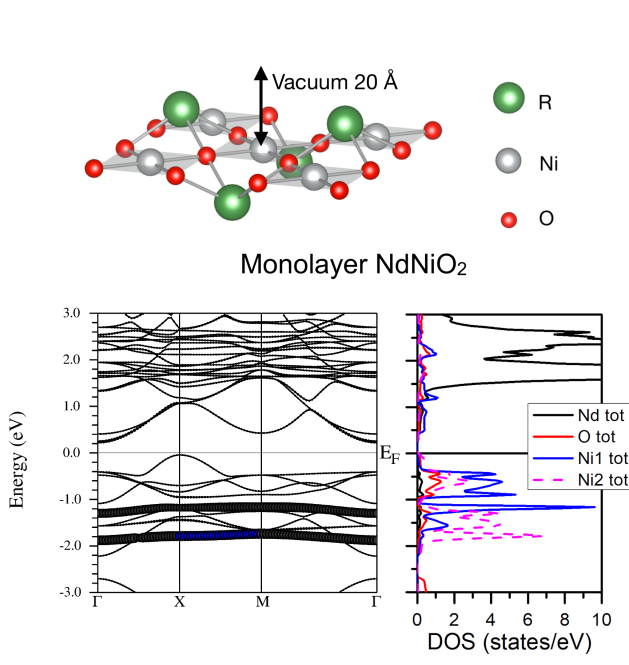 Vacuum 20 Å
R
Ni
O
Monolayer NdNiO₂
3.0
2.0
1.0
0.0
-1.0
-2.0
-3.0
Energy (eV)
Γ X M Γ
E_F
Nd tot
O tot
Ni1 tot
Ni2 tot
0 2 4 6 8 10
DOS (states/eV)